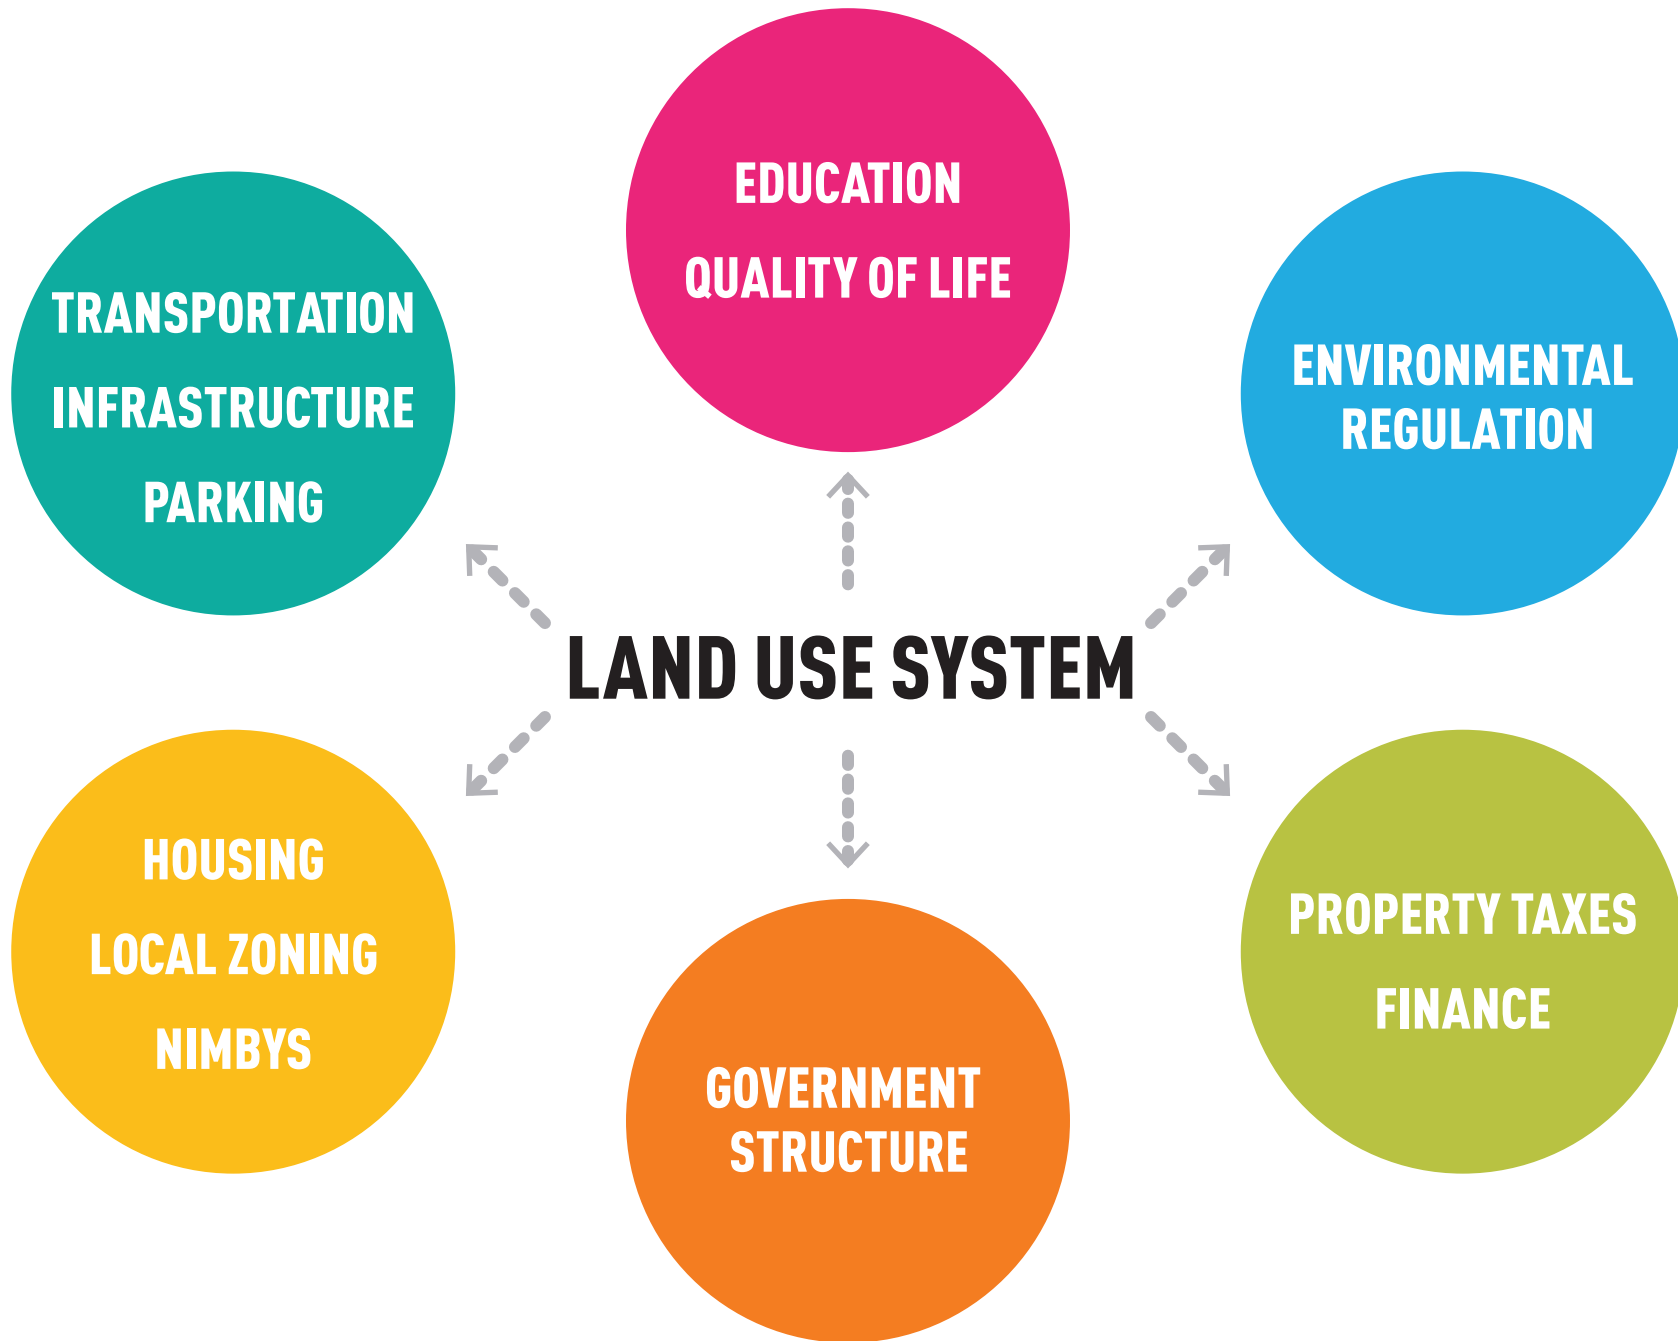 EDUCATION
QUALITY OF LIFE
TRANSPORTATION
INFRASTRUCTURE
PARKING
ENVIRONMENTAL
REGULATION
LAND USE SYSTEM
HOUSING
LOCAL ZONING
NIMBYS
PROPERTY TAXES
FINANCE
GOVERNMENT
STRUCTURE